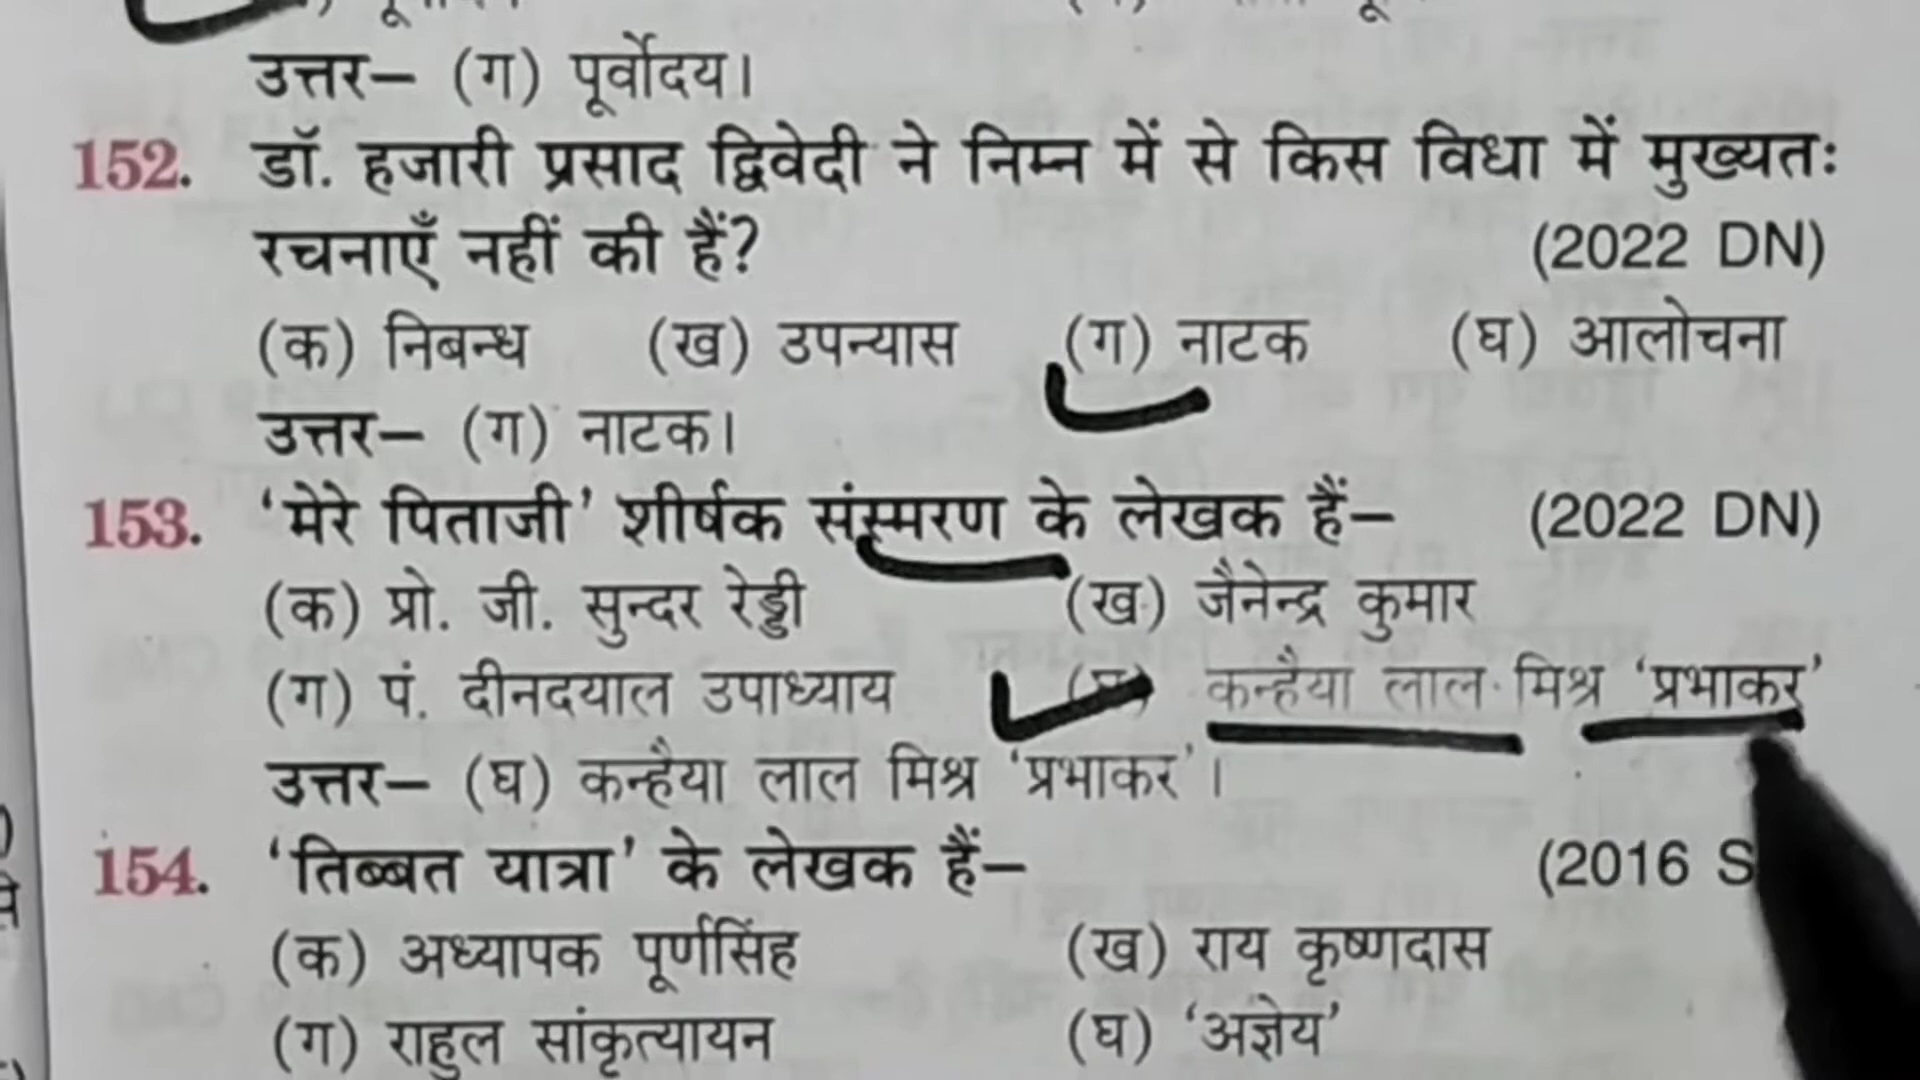 उत्तर– (ग) पूर्वोदय।
152. डॉ. हजारी प्रसाद द्विवेदी ने निम्न में से किस विधा में मुख्यतः
रचनाएँ नहीं की हैं? (2022 DN)
(क) निबन्ध (ख) उपन्यास (ग) नाटक (घ) आलोचना
उत्तर– (ग) नाटक।
153. ‘मेरे पिताजी’ शीर्षक संस्मरण के लेखक हैं– (2022 DN)
(क) प्रो. जी. सुन्दर रेड्डी (ख) जैनेन्द्र कुमार
(ग) पं. दीनदयाल उपाध्याय (घ) कन्हैया लाल मिश्र ‘प्रभाकर’
उत्तर– (घ) कन्हैया लाल मिश्र ‘प्रभाकर’।
154. ‘तिब्बत यात्रा’ के लेखक हैं– (2016 S
(क) अध्यापक पूर्णसिंह (ख) राय कृष्णदास
(ग) राहुल सांकृत्यायन (घ) ‘अज्ञेय’